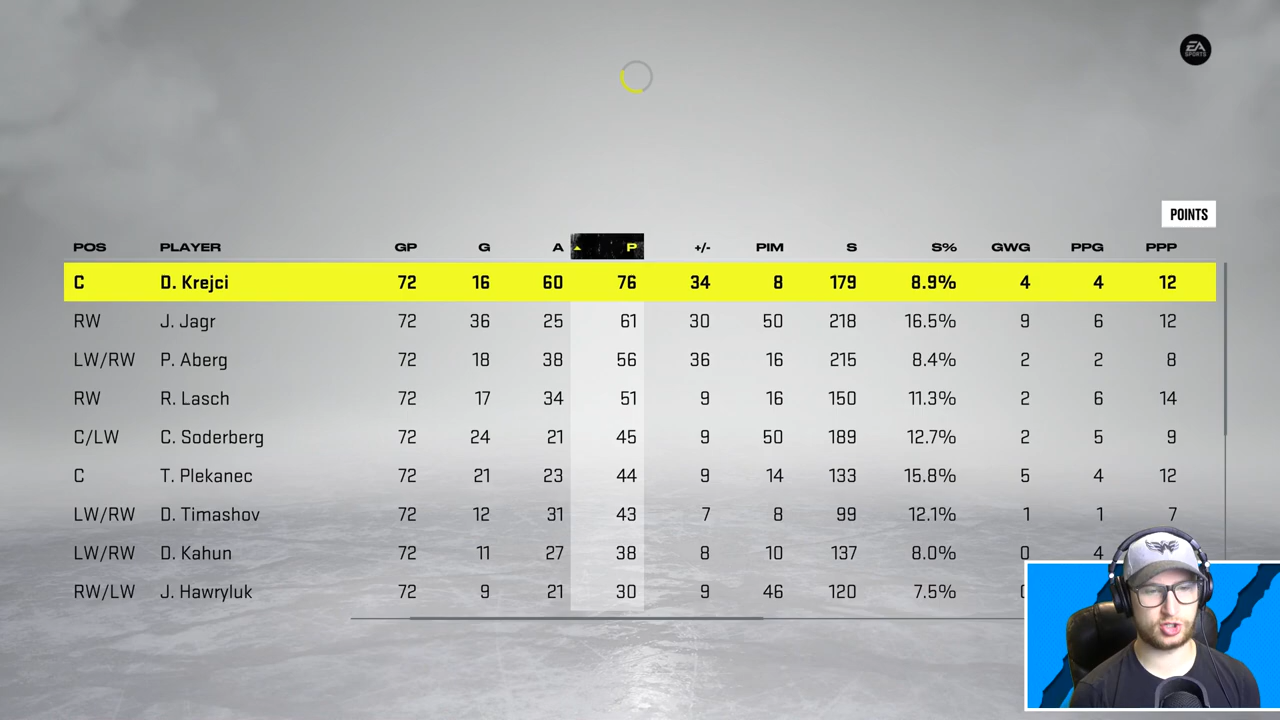 EA SPORTS
POINTS
POS PLAYER GP G A P +/- PIM S S% GWG PPG PPP
C D. Krejci 72 16 60 76 34 8 179 8.9% 4 4 12
RW J. Jagr 72 36 25 61 30 50 218 16.5% 9 6 12
LW/RW P. Aberg 72 18 38 56 36 16 215 8.4% 2 2 8
RW R. Lasch 72 17 34 51 9 16 150 11.3% 2 6 14
C/LW C. Soderberg 72 24 21 45 9 50 189 12.7% 2 5 9
C T. Plekanec 72 21 23 44 9 14 133 15.8% 5 4 12
LW/RW D. Timashov 72 12 31 43 7 8 99 12.1% 1 1 7
LW/RW D. Kahun 72 11 27 38 8 10 137 8.0% 0 4
RW/LW J. Hawryluk 72 9 21 30 9 46 120 7.5%